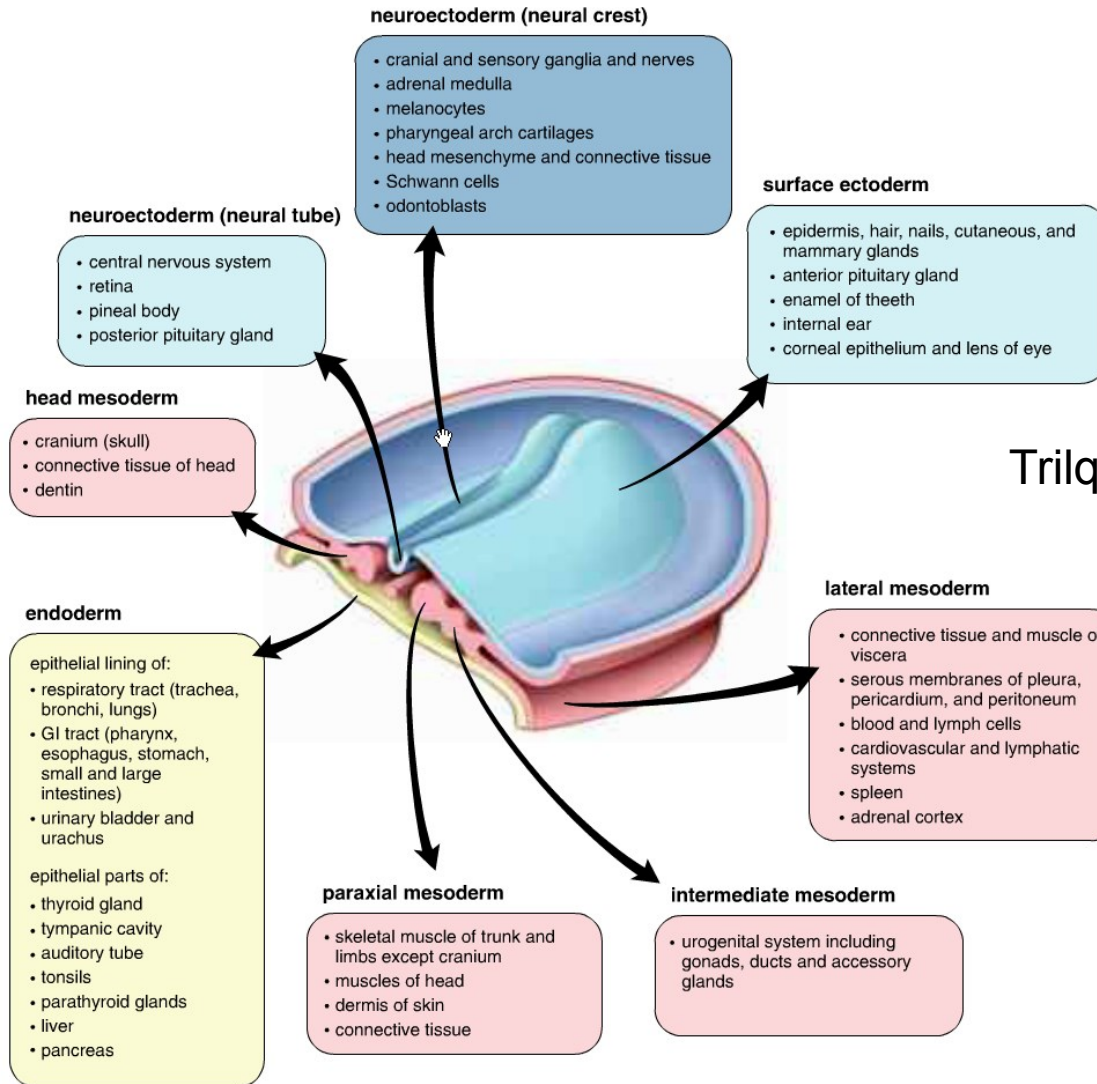 neuroectoderm (neural crest)
• cranial and sensory ganglia and nerves
• adrenal medulla
• melanocytes
• pharyngeal arch cartilages
• head mesenchyme and connective tissue
• Schwann cells
• odontoblasts
surface ectoderm
• epidermis, hair, nails, cutaneous, and
mammary glands
• anterior pituitary gland
• enamel of theeth
• internal ear
• corneal epithelium and lens of eye
neuroectoderm (neural tube)
• central nervous system
• retina
• pineal body
• posterior pituitary gland
head mesoderm
• cranium (skull)
• connective tissue of head
• dentin
Trilq
endoderm
epithelial lining of:
• respiratory tract (trachea,
bronchi, lungs)
• GI tract (pharynx,
esophagus, stomach,
small and large
intestines)
• urinary bladder and
urachus
epithelial parts of:
• thyroid gland
• tympanic cavity
• auditory tube
• tonsils
• parathyroid glands
• liver
• pancreas
lateral mesoderm
• connective tissue and muscle o
viscera
• serous membranes of pleura,
pericardium, and peritoneum
• blood and lymph cells
• cardiovascular and lymphatic
systems
• spleen
• adrenal cortex
paraxial mesoderm
• skeletal muscle of trunk and
limbs except cranium
• muscles of head
• dermis of skin
• connective tissue
intermediate mesoderm
• urogenital system including
gonads, ducts and accessory
glands